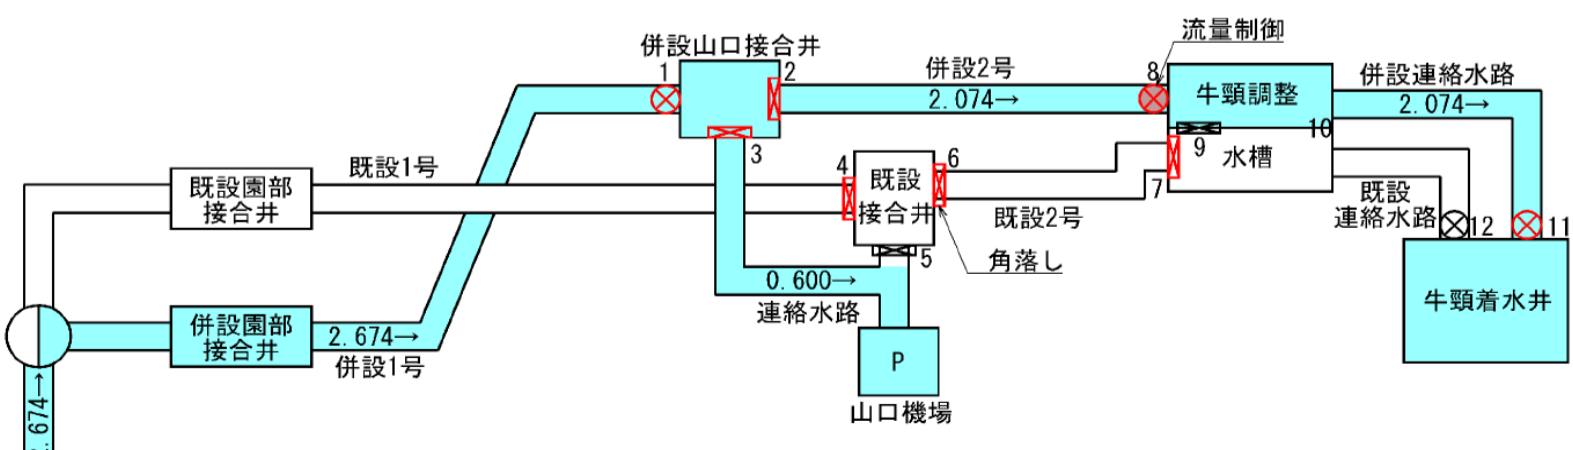 流量制御
併設山口接合井
1
2
併設2号
2.074→
8
牛頸調整
水槽
併設連絡水路
2.074→
10
9
3
既設1号
既設園部
接合井
4
既設
接合井
6
7
既設2号
既設
連絡水路
12
11
5
角落し
0.600→
連絡水路
併設園部
接合井
2.674→
併設1号
牛頸着水井
P
山口機場
.674→